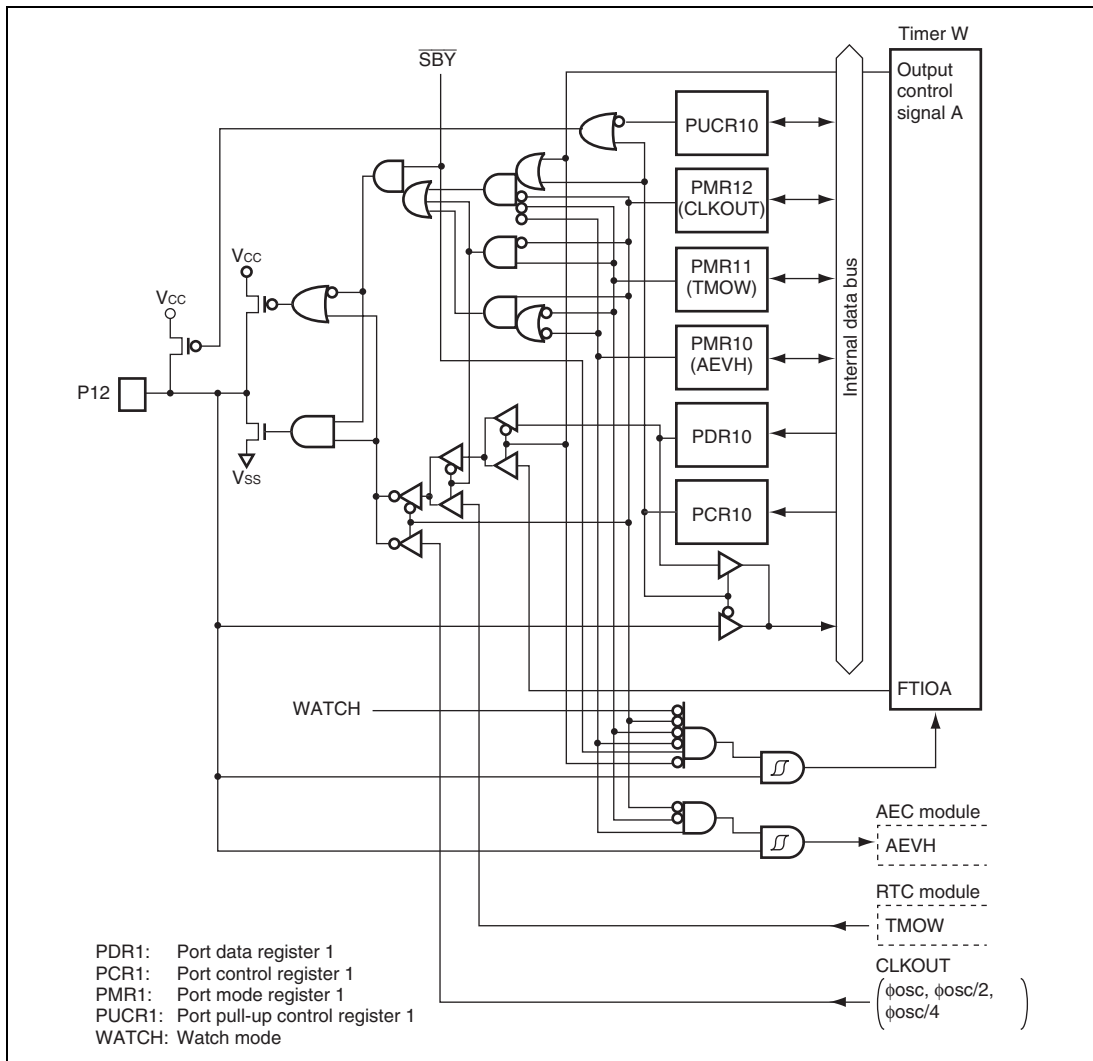 Timer W
SBY
Output
control
signal A
PUCR10
PMR12
(CLKOUT)
PMR11
(TMOW)
PMR10
(AEVH)
PDR10
PCR10
Internal data bus
VCC
VCC
P12
VSS
FTIOA
WATCH
AEC module
AEVH
RTC module
TMOW
CLKOUT
(φosc, φosc/2,
φosc/4)
PDR1: Port data register 1
PCR1: Port control register 1
PMR1: Port mode register 1
PUCR1: Port pull-up control register 1
WATCH: Watch mode